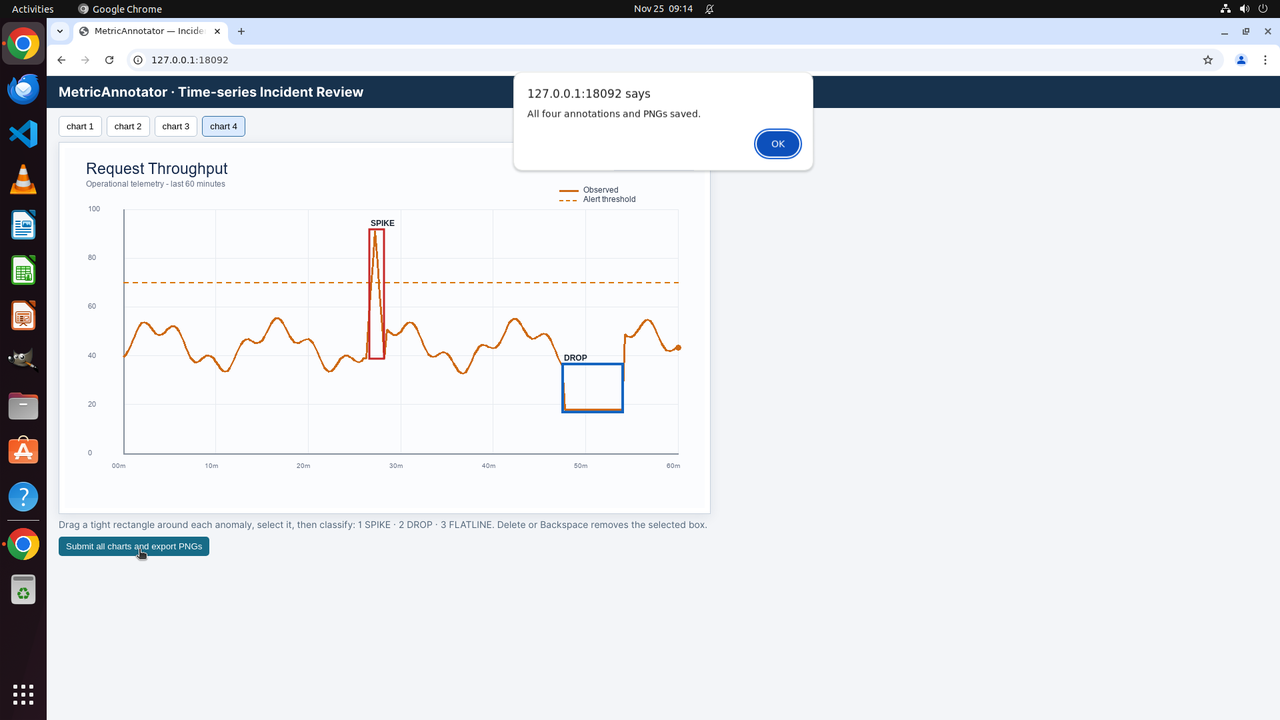 Activities
Google Chrome
Nov 25 09:14
MetricAnnotator — Incide
127.0.0.1:18092
MetricAnnotator · Time-series Incident Review
127.0.0.1:18092 says
All four annotations and PNGs saved.
OK
chart 1
chart 2
chart 3
chart 4
Request Throughput
Operational telemetry - last 60 minutes
Observed
Alert threshold
100
80
60
40
20
0
SPIKE
DROP
00m
10m
20m
30m
40m
50m
60m
Drag a tight rectangle around each anomaly, select it, then classify: 1 SPIKE · 2 DROP · 3 FLATLINE. Delete or Backspace removes the selected box.
Submit all charts and export PNGs